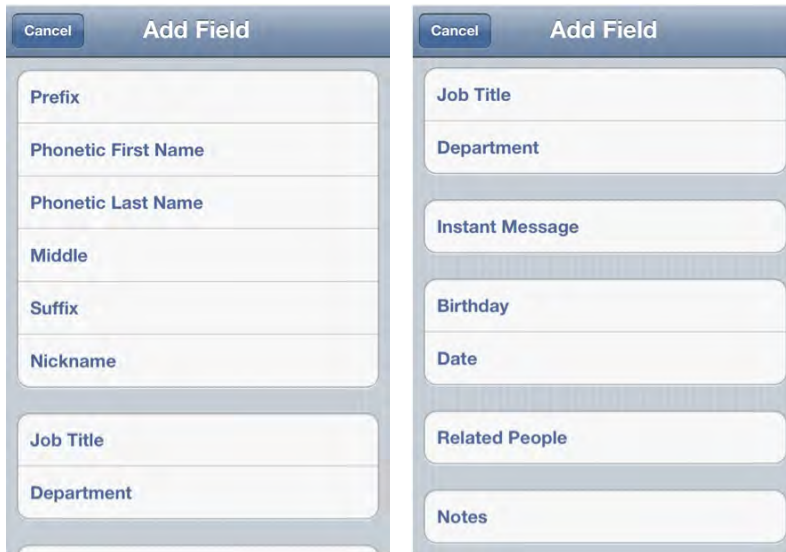 Cancel
Add Field
Prefix
Phonetic First Name
Phonetic Last Name
Middle
Suffix
Nickname
Job Title
Department
Cancel
Add Field
Job Title
Department
Instant Message
Birthday
Date
Related People
Notes